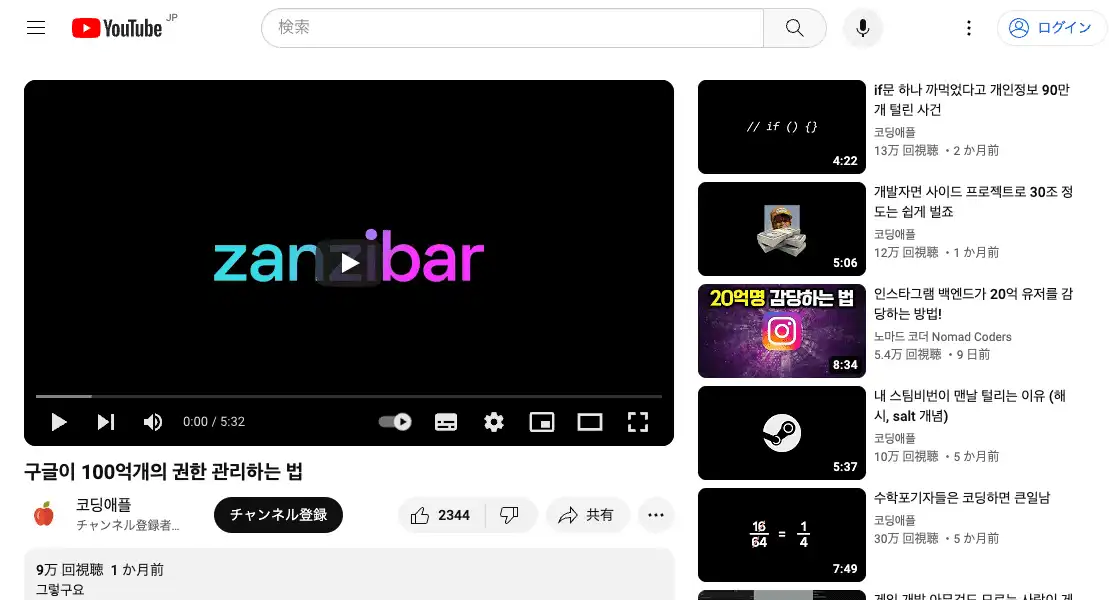 YouTube JP
検索
ログイン
zanzibar
0:00 / 5:32
구글이 100억개의 권한 관리하는 법
코딩애플
チャンネル登録者...
チャンネル登録
2344
共有
9万 回視聴 1 か月前
그렇구요
// if () {}
4:22
if문 하나 까먹었다고 개인정보 90만
개 털린 사건
코딩애플
13万 回視聴 ・2 か月前
5:06
개발자면 사이드 프로젝트로 30조 정
도는 쉽게 벌죠
코딩애플
12万 回視聴 ・1 か月前
20억명 감당하는 법
8:34
인스타그램 백엔드가 20억 유저를 감
당하는 방법!
노마드 코더 Nomad Coders
5.4万 回視聴 ・9 日前
5:37
내 스팀비번이 맨날 털리는 이유 (해
시, salt 개념)
코딩애플
10万 回視聴 ・5 か月前
16/64 = 1/4
7:49
수학포기자들은 코딩하면 큰일남
코딩애플
30万 回視聴 ・5 か月前